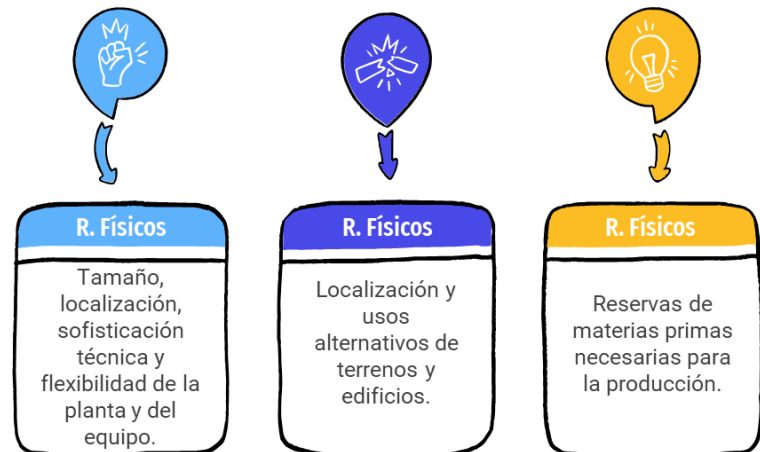 R. Físicos
Tamaño,
localización,
sofisticación
técnica y
flexibilidad de la
planta y del
equipo.
R. Físicos
Localización y
usos
alternativos de
terrenos y
edificios.
R. Físicos
Reservas de
materias primas
necesarias para
la producción.